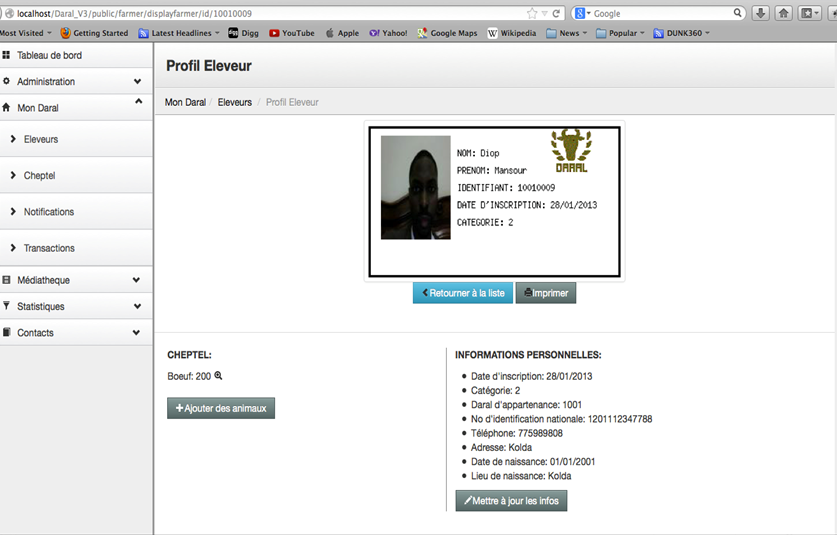 localhost/Daral_V3/public/farmer/displayfarmer/id/10010009
Google
Most Visited Getting Started Latest Headlines Digg YouTube Apple Yahoo! Google Maps Wikipedia News Popular DUNK360
Tableau de bord
Administration
Mon Daral
Eleveurs
Cheptel
Notifications
Transactions
Médiatheque
Statistiques
Contacts
Profil Eleveur
Mon Daral / Eleveurs / Profil Eleveur
DARAL
NOM: Diop
PRENOM: Mansour
IDENTIFIANT: 10010009
DATE D'INSCRIPTION: 28/01/2013
CATEGORIE: 2
Retourner à la liste
Imprimer
CHEPTEL:
Boeuf: 200
Ajouter des animaux
INFORMATIONS PERSONNELLES:
Date d'inscription: 28/01/2013
Catégorie: 2
Daral d'appartenance: 1001
No d'identification nationale: 1201112347788
Téléphone: 775989808
Adresse: Kolda
Date de naissance: 01/01/2001
Lieu de naissance: Kolda
Mettre à jour les infos